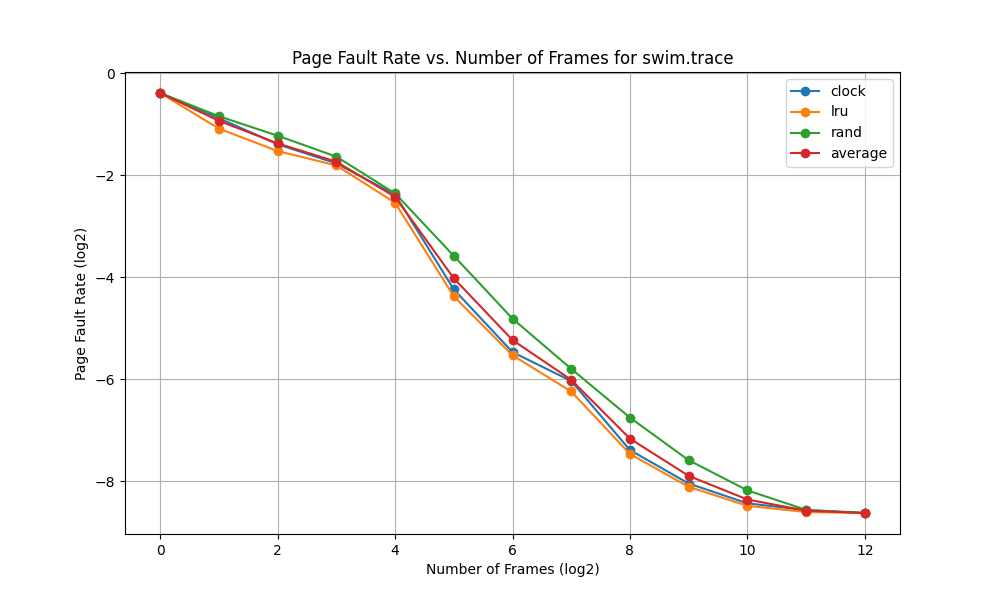 Page Fault Rate vs. Number of Frames for swim.trace
clock
lru
rand
average
0
−2
−4
−6
−8
Page Fault Rate (log2)
0 2 4 6 8 10 12
Number of Frames (log2)